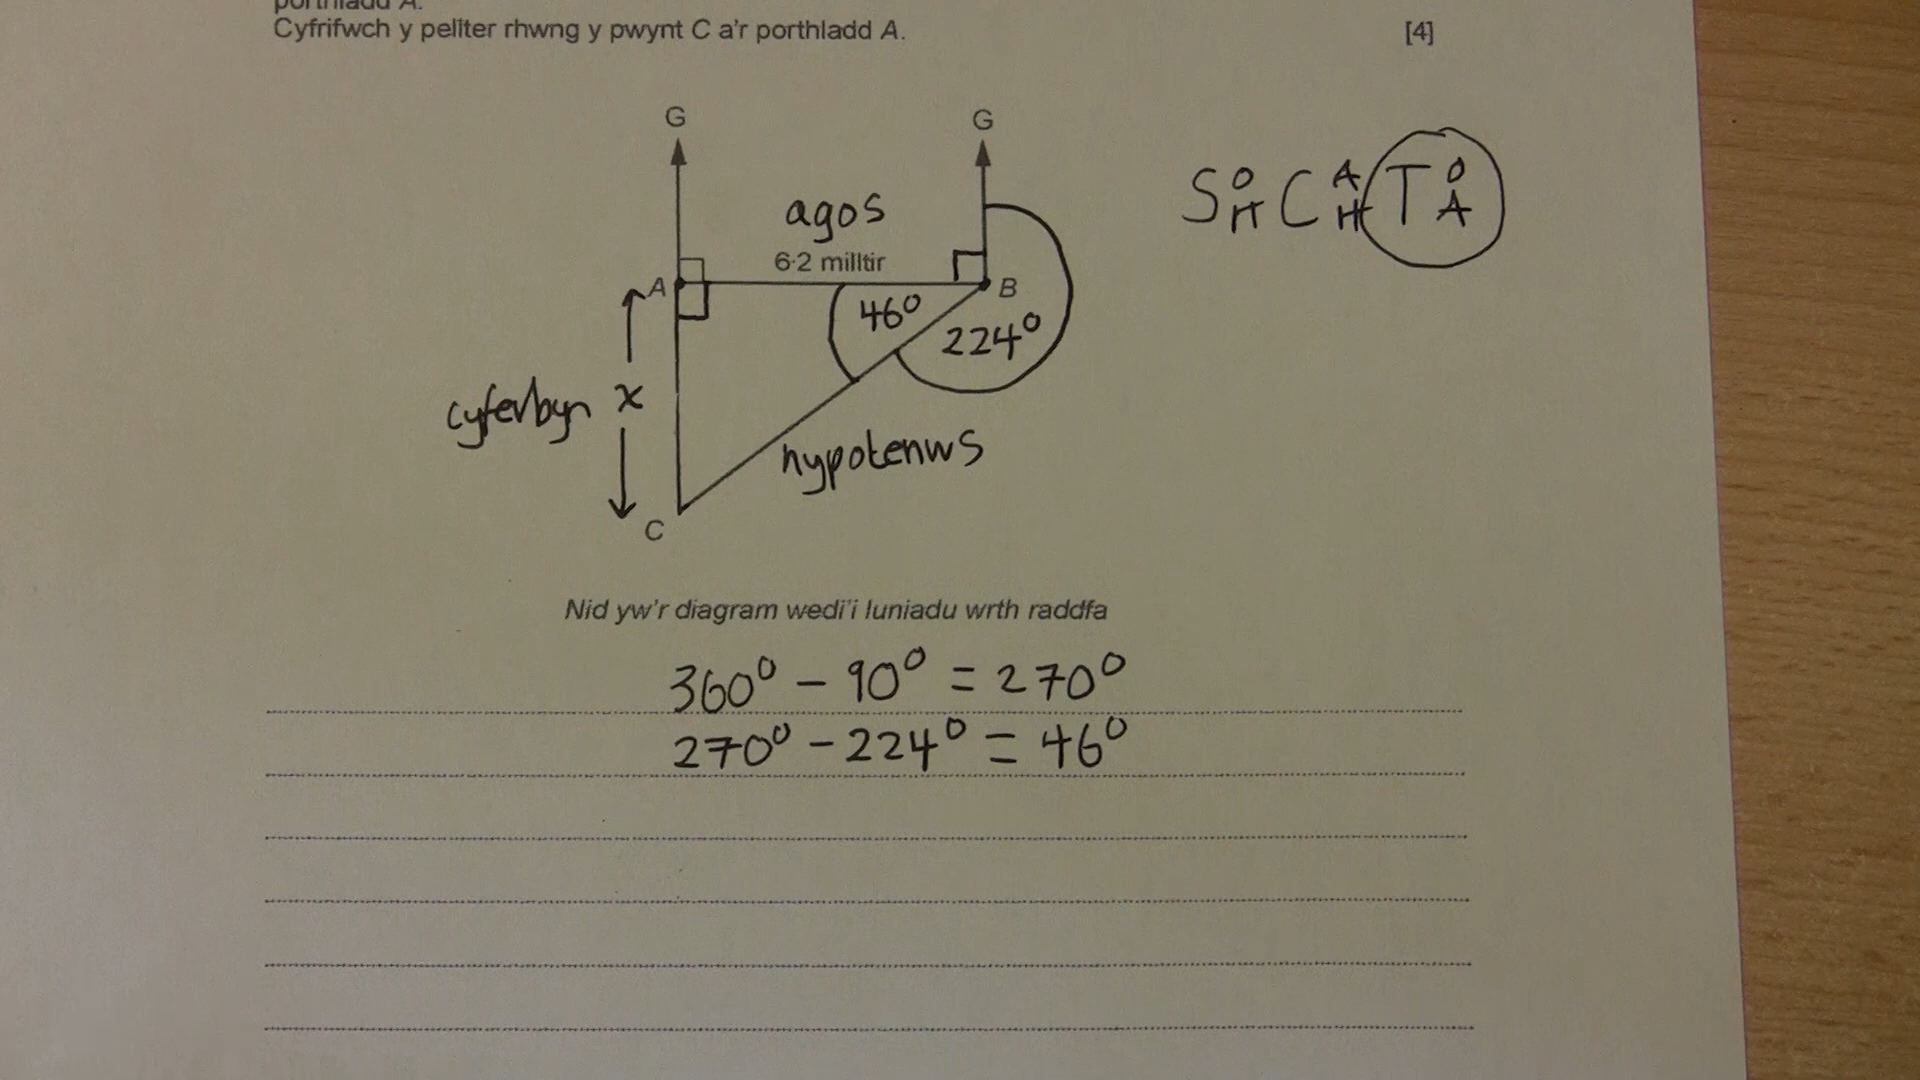 porthladd A.
Cyfrifwch y pellter rhwng y pwynt C a'r porthladd A. [4]
G G
agos
S O H C A H T O A
6·2 milltir
A B
46°
224°
cyferbyn x
hypotenws
C
Nid yw'r diagram wedi'i luniadu wrth raddfa
360° - 90° = 270°
270° - 224° = 46°